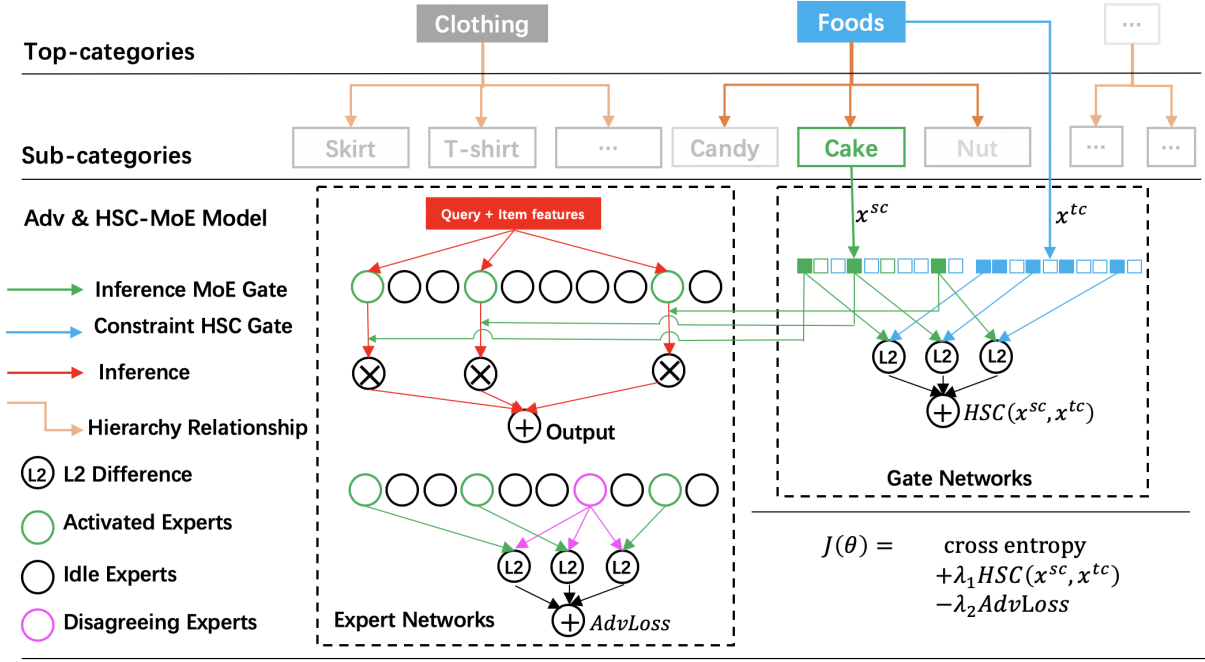 Clothing
Foods
...
Top-categories
Skirt
T-shirt
...
Candy
Cake
Nut
...
...
Sub-categories
Adv & HSC-MoE Model
Query + Item features
x^{sc}
x^{tc}
Inference MoE Gate
Constraint HSC Gate
Inference
Hierarchy Relationship
L2 L2 Difference
Activated Experts
Idle Experts
Disagreeing Experts
Output
L2
L2
L2
AdvLoss
Expert Networks
L2
L2
L2
HSC(x^{sc}, x^{tc})
Gate Networks
J(θ) = cross entropy
+λ₁HSC(x^{sc}, x^{tc})
−λ₂AdvLoss